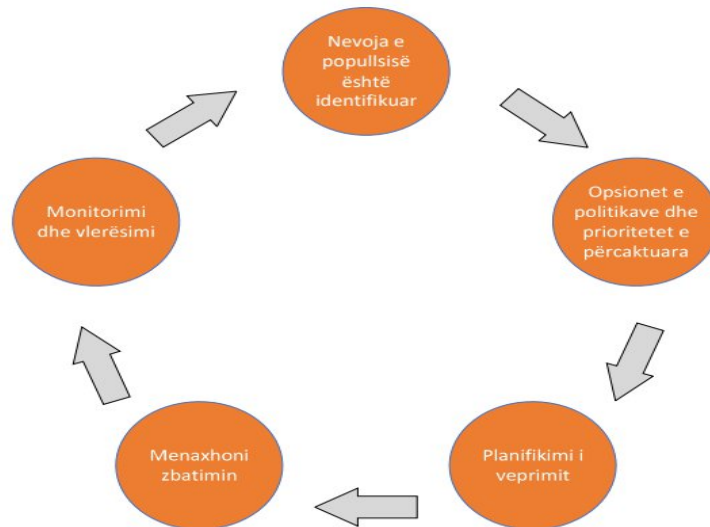 Nevoja e
popullsisë
është
identifikuar
Opsionet e
politikave dhe
prioritetet e
përcaktuara
Planifikimi i
veprimit
Menaxhoni
zbatimin
Monitorimi
dhe vlerësimi